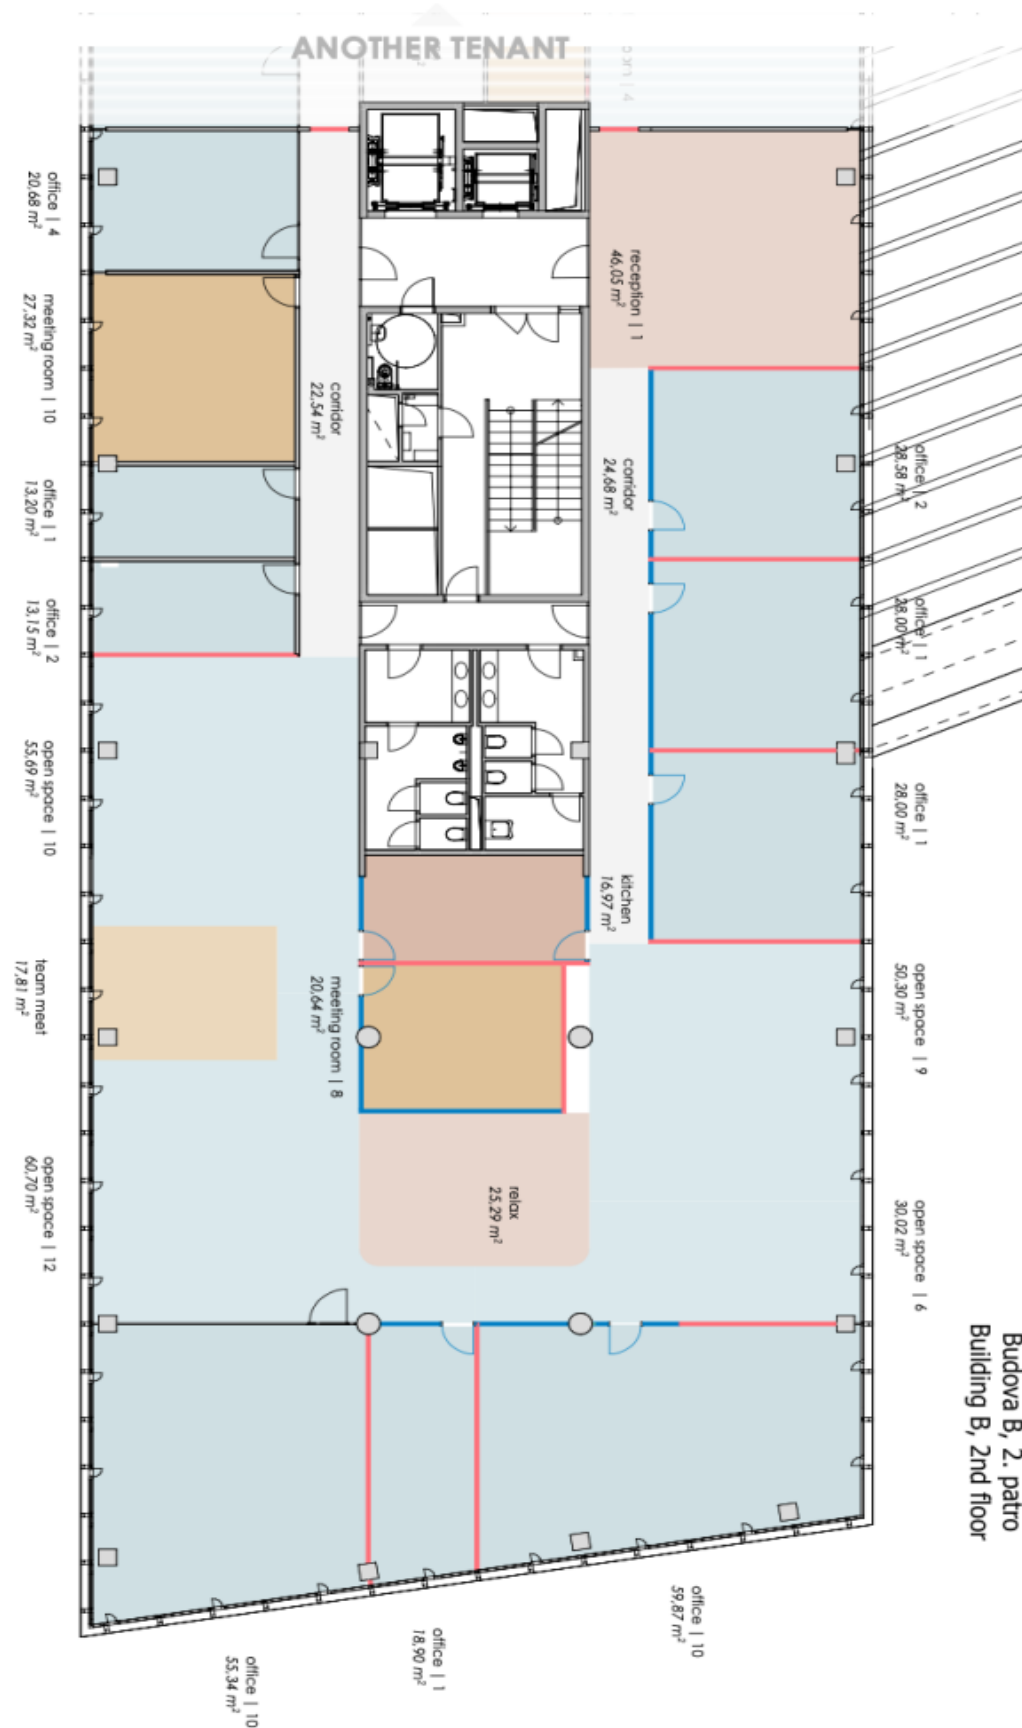 ANOTHER TENANT
office | 4
20,68 m²
meeting room | 10
27,32 m²
office | 1
13,20 m²
office | 2
13,15 m²
open space | 10
55,69 m²
team meet
17,81 m²
open space | 12
60,70 m²
corridor
22,54 m²
meeting room | 8
20,64 m²
relax
25,29 m²
reception | 1
46,05 m²
corridor
24,68 m²
kitchen
16,97 m²
office | 2
28,58 m²
office | 1
28,00 m²
office | 1
28,00 m²
open space | 9
50,30 m²
open space | 6
30,02 m²
office | 10
59,87 m²
office | 1
18,90 m²
office | 10
55,34 m²
Budova B, 2. patro
Building B, 2nd floor